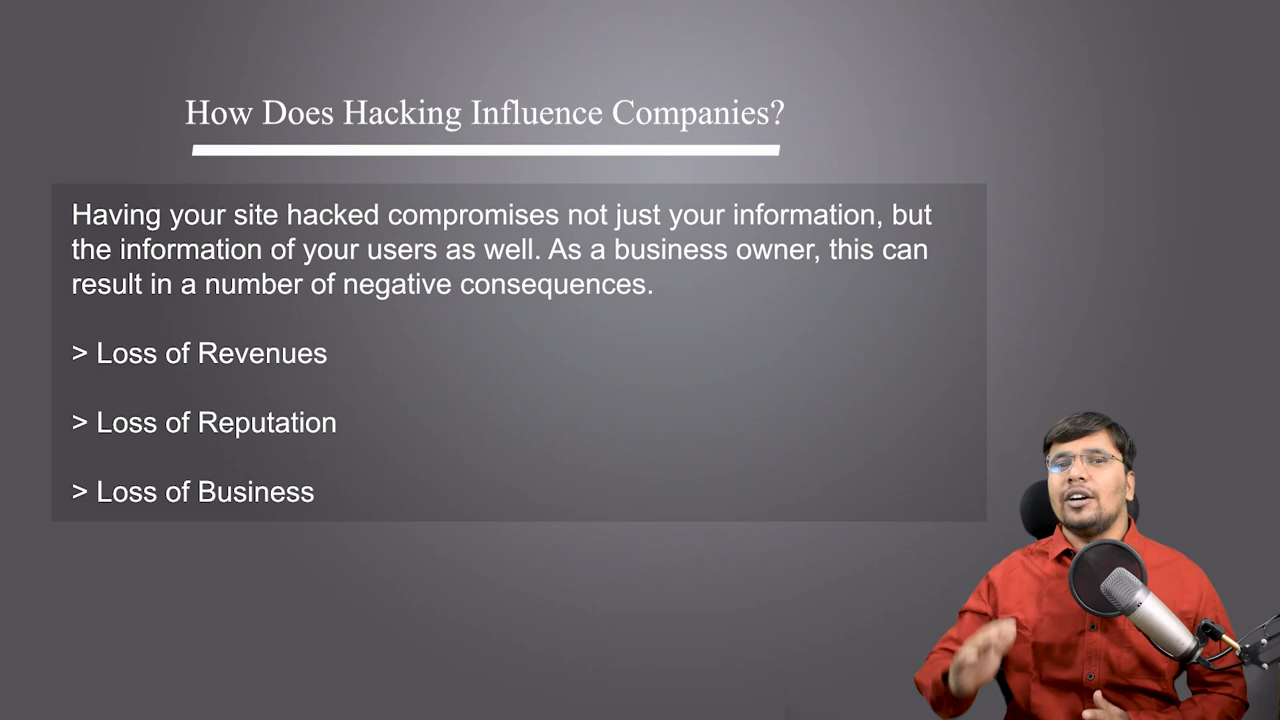 How Does Hacking Influence Companies?
Having your site hacked compromises not just your information, but
the information of your users as well. As a business owner, this can
result in a number of negative consequences.
> Loss of Revenues
> Loss of Reputation
> Loss of Business